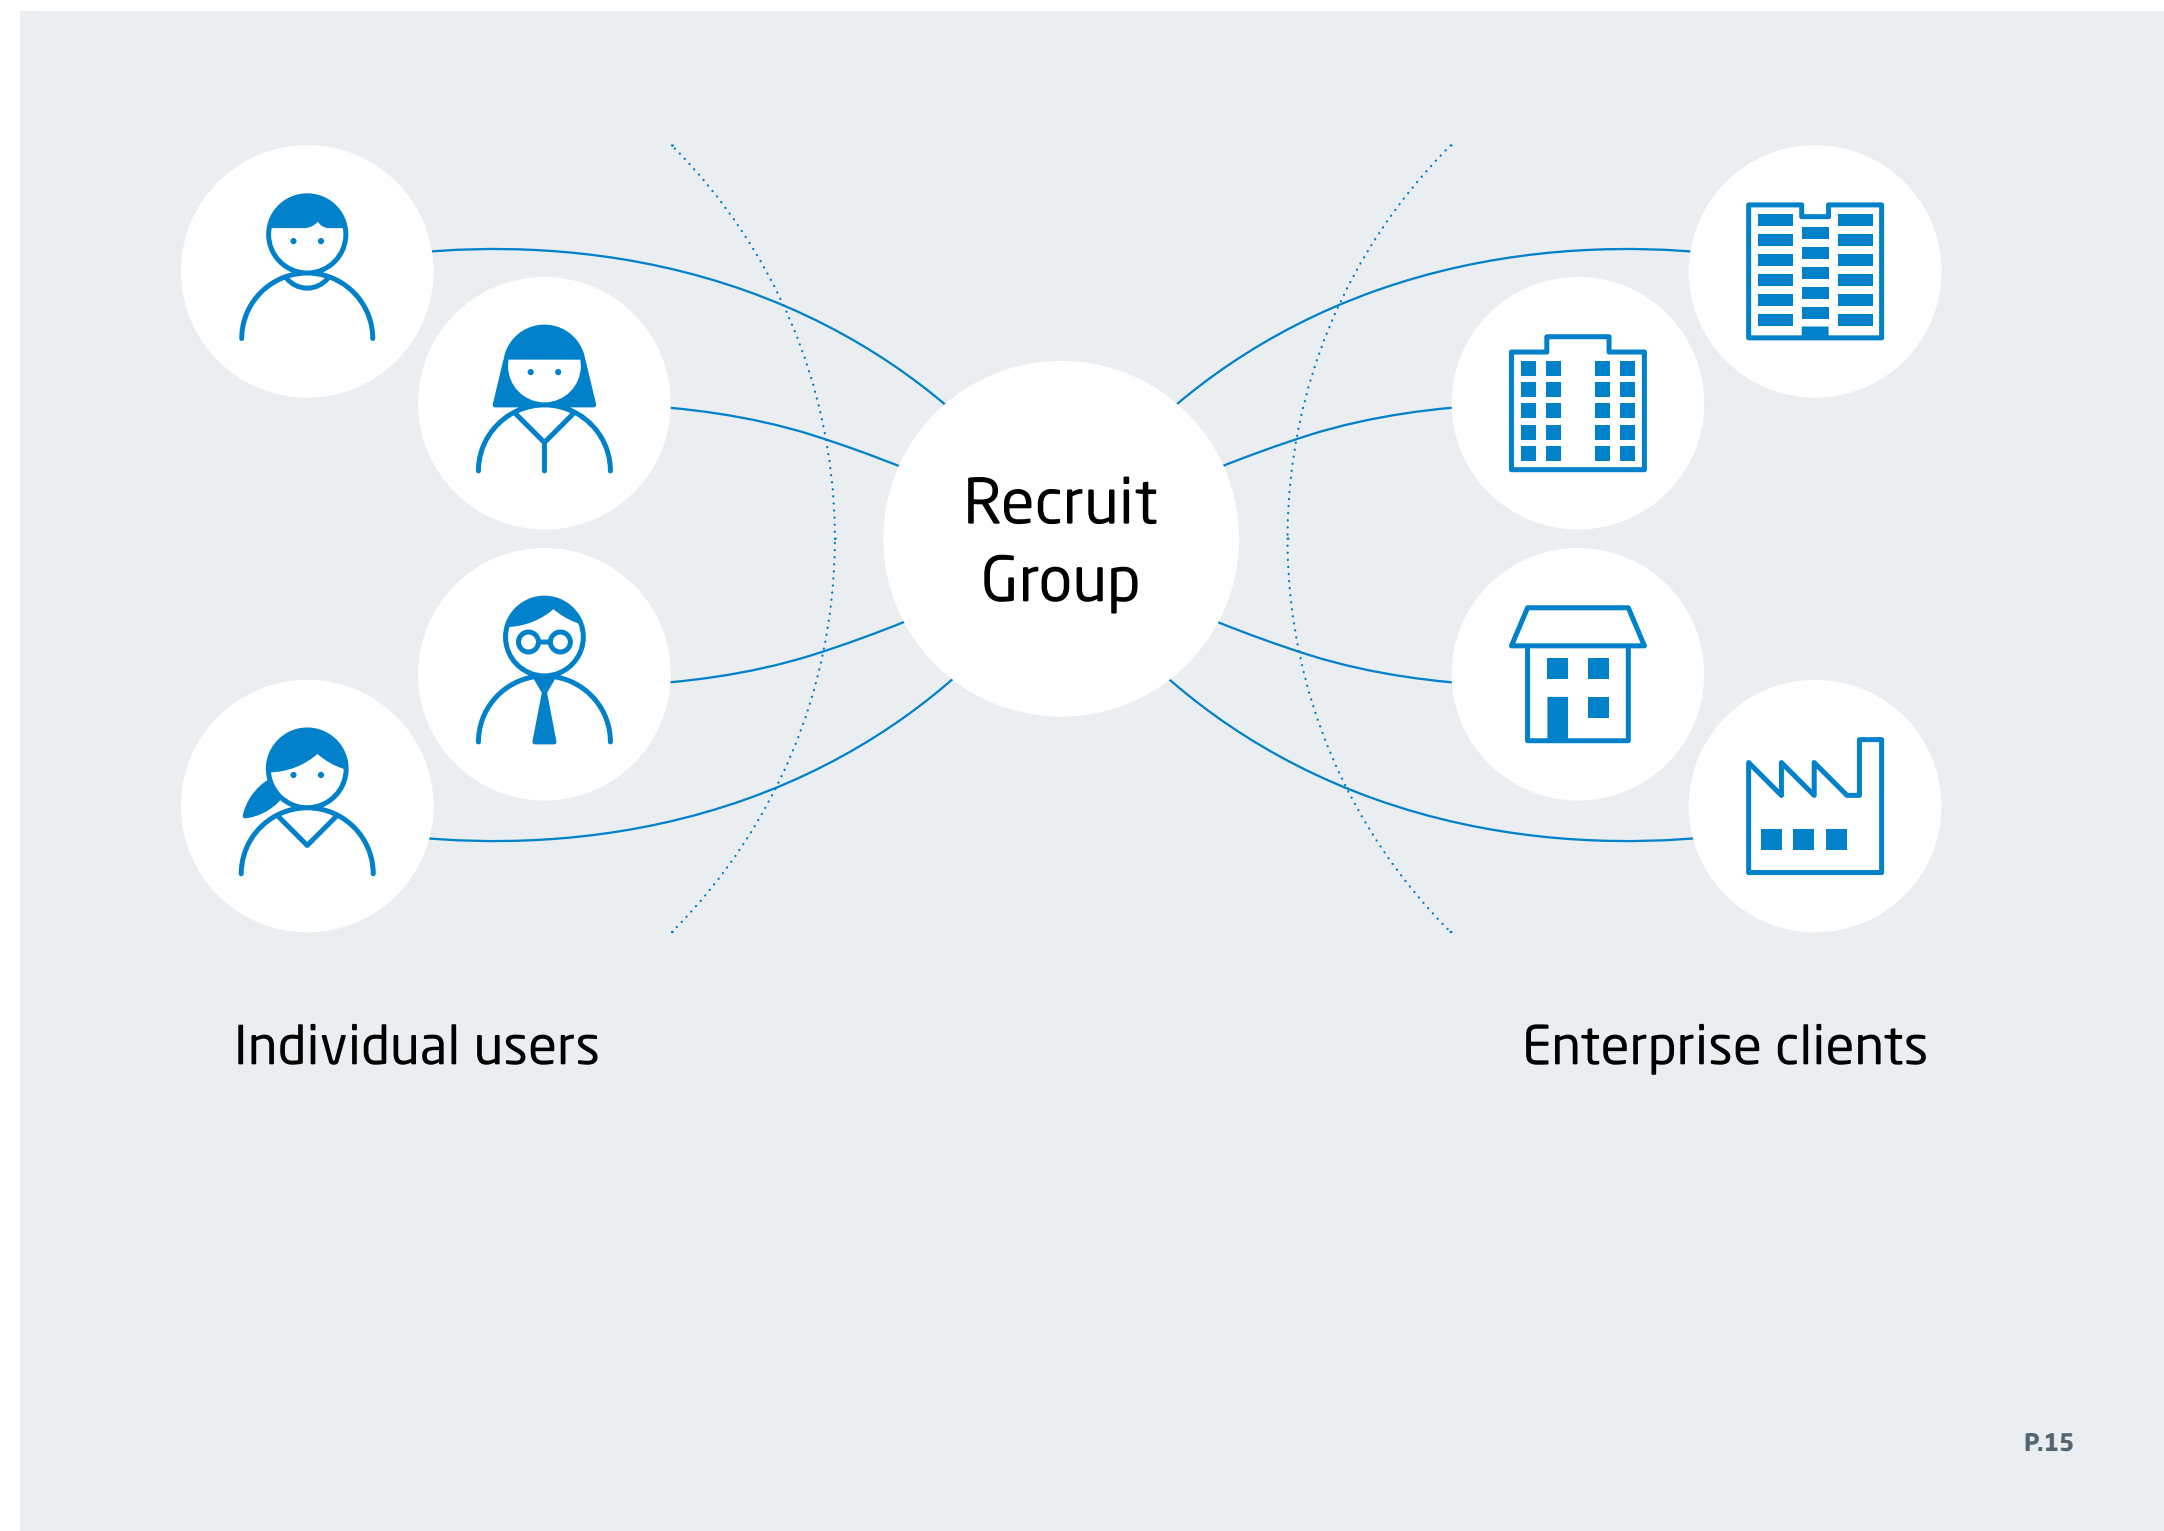 Recruit
Group
Individual users
Enterprise clients
P.15